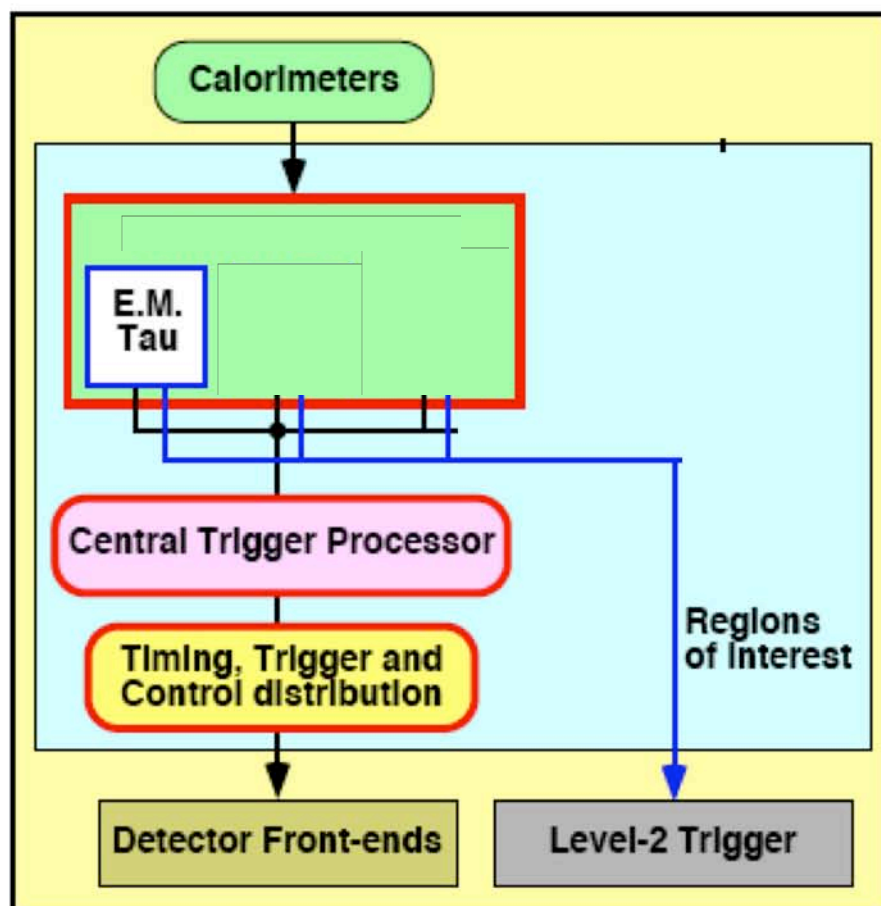 Calorimeters
E.M.
Tau
Central Trigger Processor
Regions
of Interest
Timing, Trigger and
Control distribution
Detector Front-ends
Level-2 Trigger